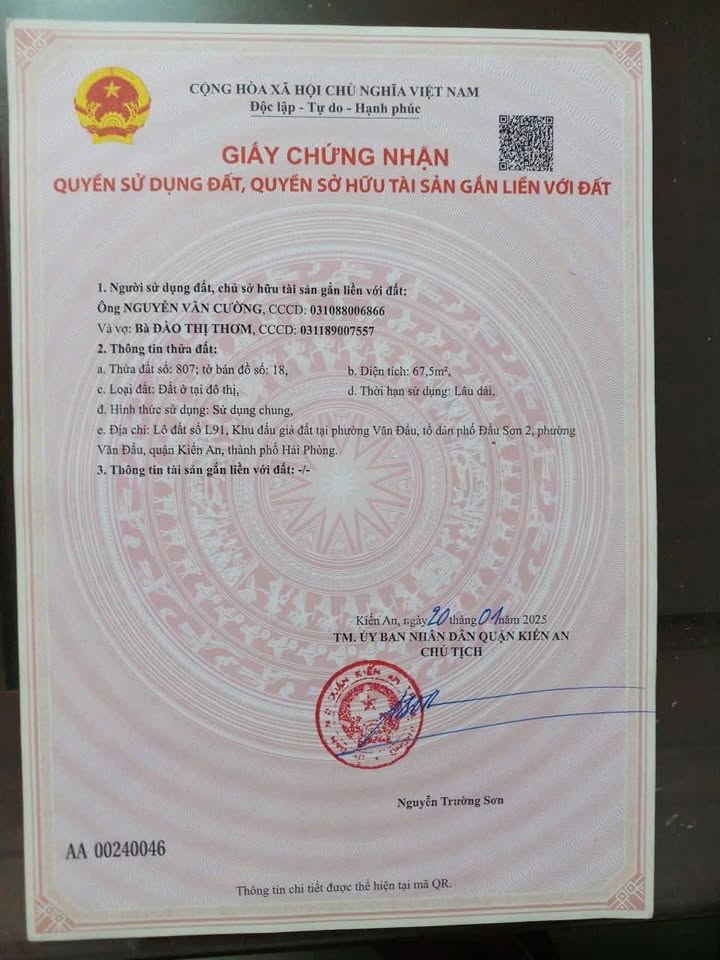 CỘNG HÒA XÃ HỘI CHỦ NGHĨA VIỆT NAM
Độc lập - Tự do - Hạnh phúc
GIẤY CHỨNG NHẬN
QUYỀN SỬ DỤNG ĐẤT, QUYỀN SỞ HỮU TÀI SẢN GẮN LIỀN VỚI ĐẤT
1. Người sử dụng đất, chủ sở hữu tài sản gắn liền với đất:
Ông NGUYỄN VĂN CƯỜNG, CCCD: 031088006866
Và vợ: Bà ĐÀO THỊ THƠM, CCCD: 031189007557
2. Thông tin thửa đất:
a. Thửa đất số: 807; tờ bản đồ số: 18, b. Diện tích: 67,5m²,
c. Loại đất: Đất ở tại đô thị, d. Thời hạn sử dụng: Lâu dài,
đ. Hình thức sử dụng: Sử dụng chung,
e. Địa chỉ: Lô đất số L91, Khu đấu giá đất tại phường Văn Đẩu, tổ dân phố Đẩu Sơn 2, phường
Văn Đẩu, quận Kiến An, thành phố Hải Phòng.
3. Thông tin tài sản gắn liền với đất: -/-
Kiến An, ngày 20 tháng 01 năm 2025
TM. ỦY BAN NHÂN DÂN QUẬN KIẾN AN
CHỦ TỊCH
QUẬN KIẾN AN
Nguyễn Trường Sơn
AA 00240046
Thông tin chi tiết được thể hiện tại mã QR.